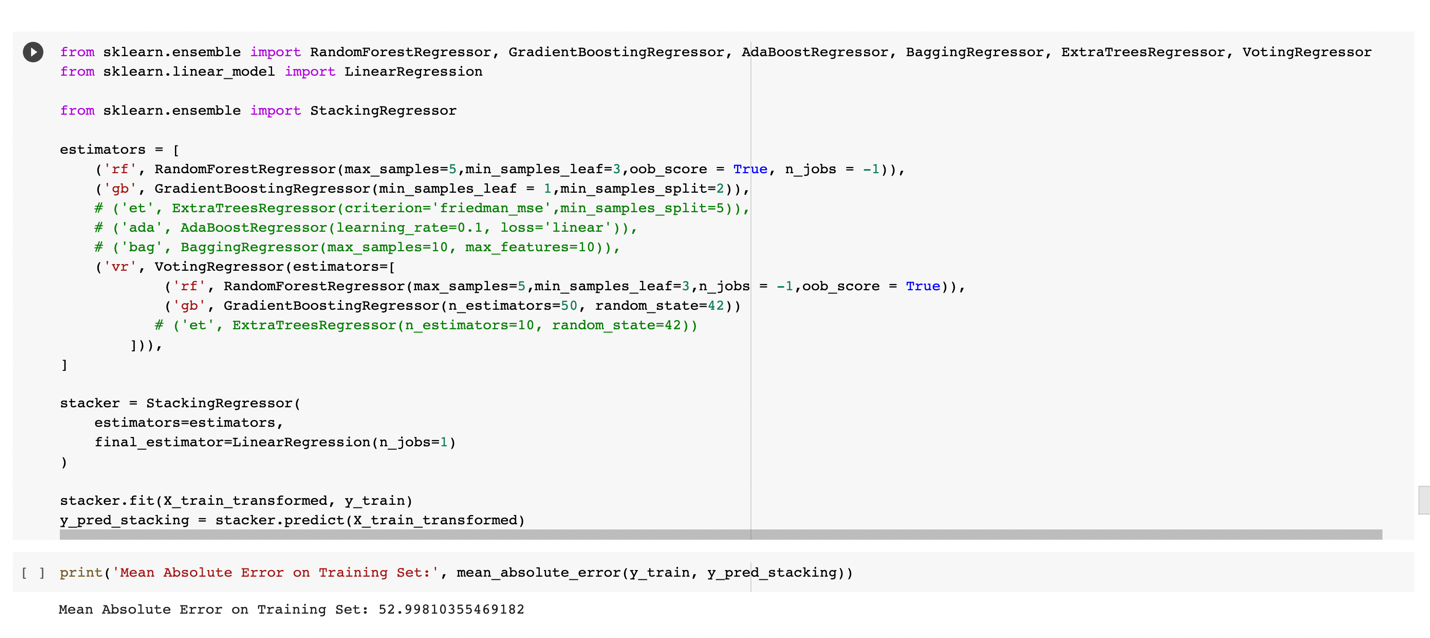 from sklearn.ensemble import RandomForestRegressor, GradientBoostingRegressor, AdaBoostRegressor, BaggingRegressor, ExtraTreesRegressor, VotingRegressor
from sklearn.linear_model import LinearRegression
from sklearn.ensemble import StackingRegressor
estimators = [
('rf', RandomForestRegressor(max_samples=5,min_samples_leaf=3,oob_score = True, n_jobs = -1)),
('gb', GradientBoostingRegressor(min_samples_leaf = 1,min_samples_split=2)),
# ('et', ExtraTreesRegressor(criterion='friedman_mse',min_samples_split=5)),
# ('ada', AdaBoostRegressor(learning_rate=0.1, loss='linear')),
# ('bag', BaggingRegressor(max_samples=10, max_features=10)),
('vr', VotingRegressor(estimators=[
('rf', RandomForestRegressor(max_samples=5,min_samples_leaf=3,n_jobs = -1,oob_score = True)),
('gb', GradientBoostingRegressor(n_estimators=50, random_state=42))
# ('et', ExtraTreesRegressor(n_estimators=10, random_state=42))
])),
]
stacker = StackingRegressor(
estimators=estimators,
final_estimator=LinearRegression(n_jobs=1)
)
stacker.fit(X_train_transformed, y_train)
y_pred_stacking = stacker.predict(X_train_transformed)
[ ] print('Mean Absolute Error on Training Set:', mean_absolute_error(y_train, y_pred_stacking))
Mean Absolute Error on Training Set: 52.99810355469182